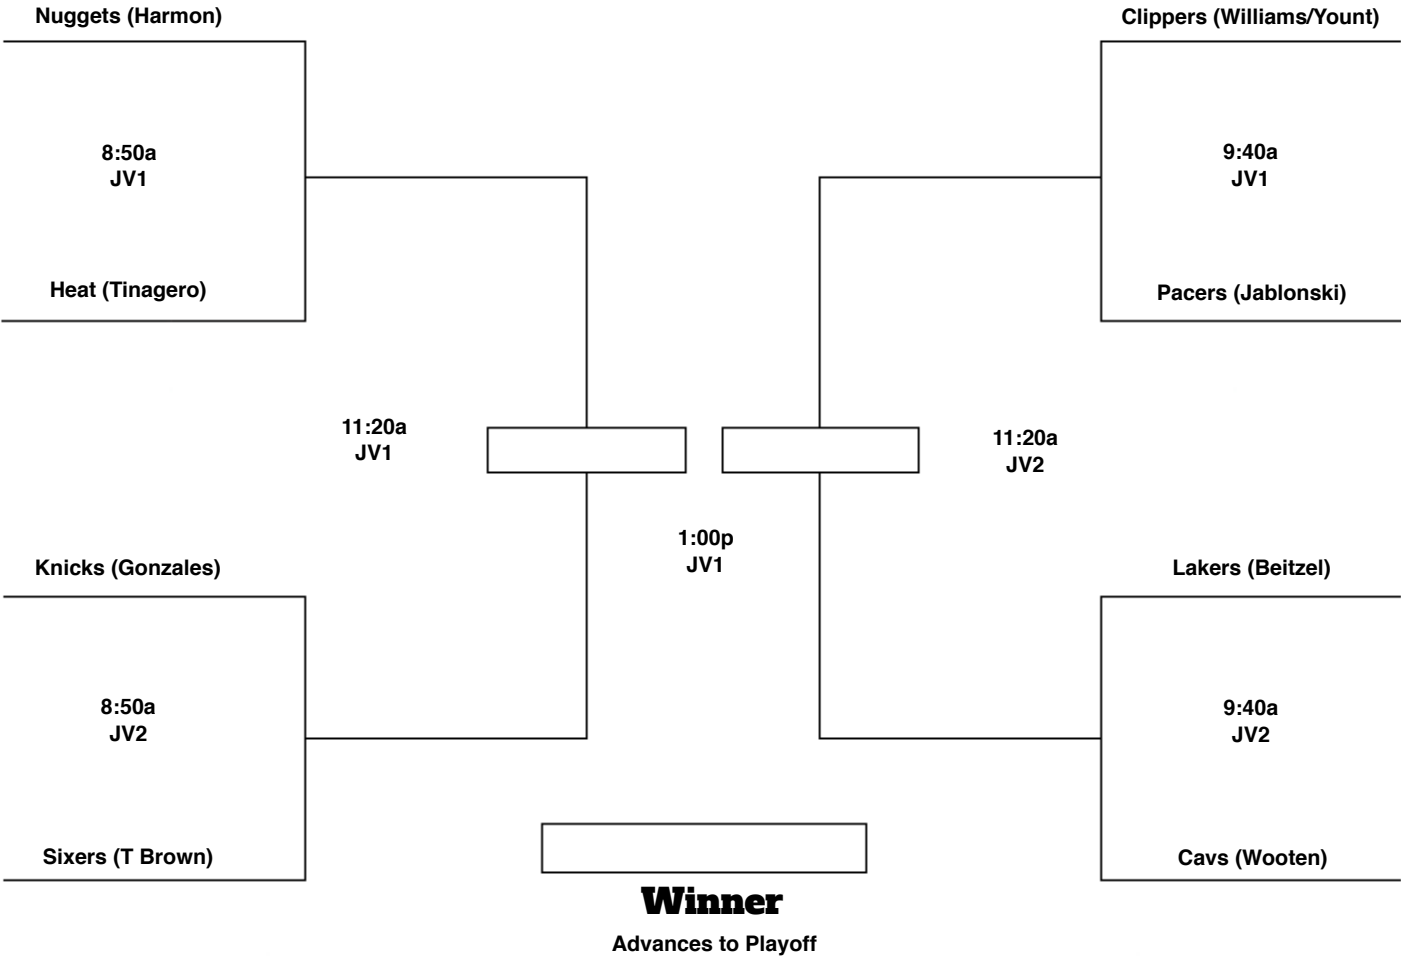 Nuggets (Harmon)
Clippers (Williams/Yount)
8:50a
JV1
9:40a
JV1
Heat (Tinagero)
Pacers (Jablonski)
11:20a
JV1
11:20a
JV2
1:00p
JV1
Knicks (Gonzales)
Lakers (Beitzel)
8:50a
JV2
9:40a
JV2
Sixers (T Brown)
Cavs (Wooten)
Winner
Advances to Playoff